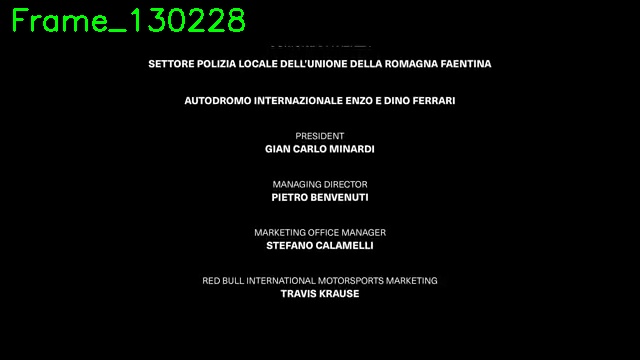 Frame_130228
SETTORE POLIZIA LOCALE DELL'UNIONE DELLA ROMAGNA FAENTINA
AUTODROMO INTERNAZIONALE ENZO E DINO FERRARI
PRESIDENT
GIAN CARLO MINARDI
MANAGING DIRECTOR
PIETRO BENVENUTI
MARKETING OFFICE MANAGER
STEFANO CALAMELLI
RED BULL INTERNATIONAL MOTORSPORTS MARKETING
TRAVIS KRAUSE